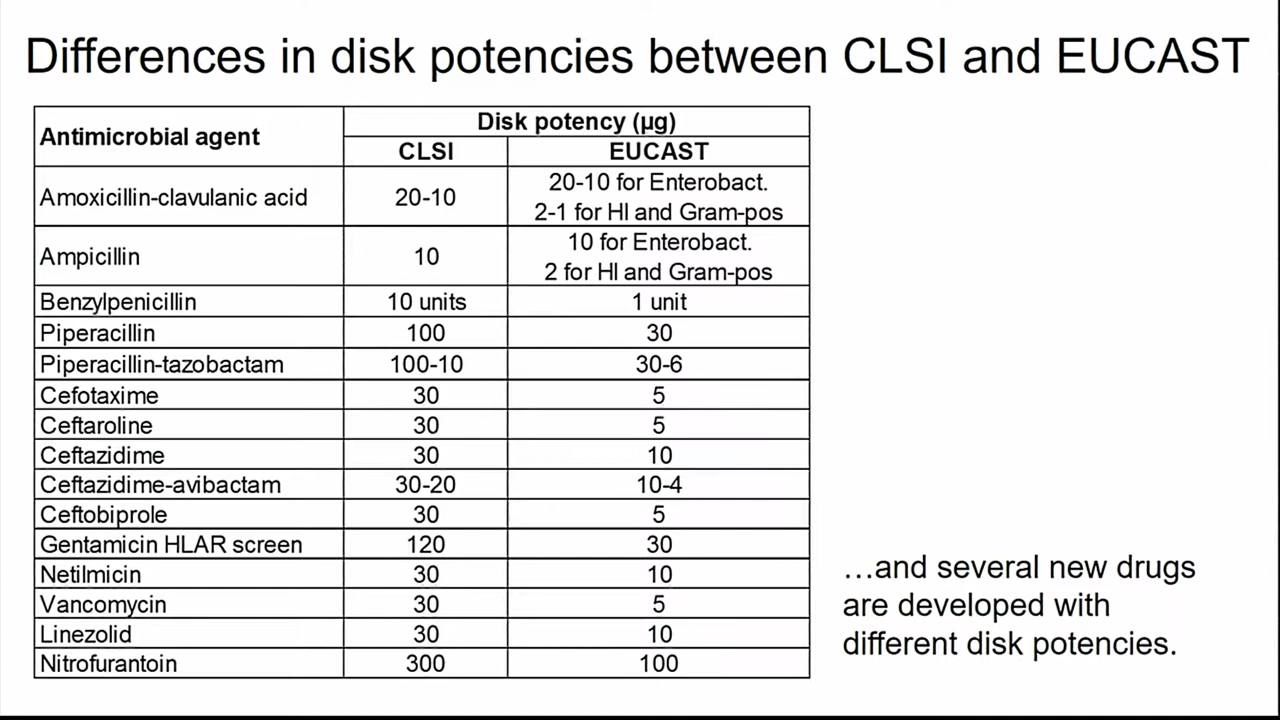 Differences in disk potencies between CLSI and EUCAST
Antimicrobial agent
Disk potency (µg)
CLSI EUCAST
Amoxicillin-clavulanic acid 20-10 20-10 for Enterobact.
2-1 for HI and Gram-pos
Ampicillin 10 10 for Enterobact.
2 for HI and Gram-pos
Benzylpenicillin 10 units 1 unit
Piperacillin 100 30
Piperacillin-tazobactam 100-10 30-6
Cefotaxime 30 5
Ceftaroline 30 5
Ceftazidime 30 10
Ceftazidime-avibactam 30-20 10-4
Ceftobiprole 30 5
Gentamicin HLAR screen 120 30
Netilmicin 30 10
Vancomycin 30 5
Linezolid 30 10
Nitrofurantoin 300 100
…and several new drugs
are developed with
different disk potencies.